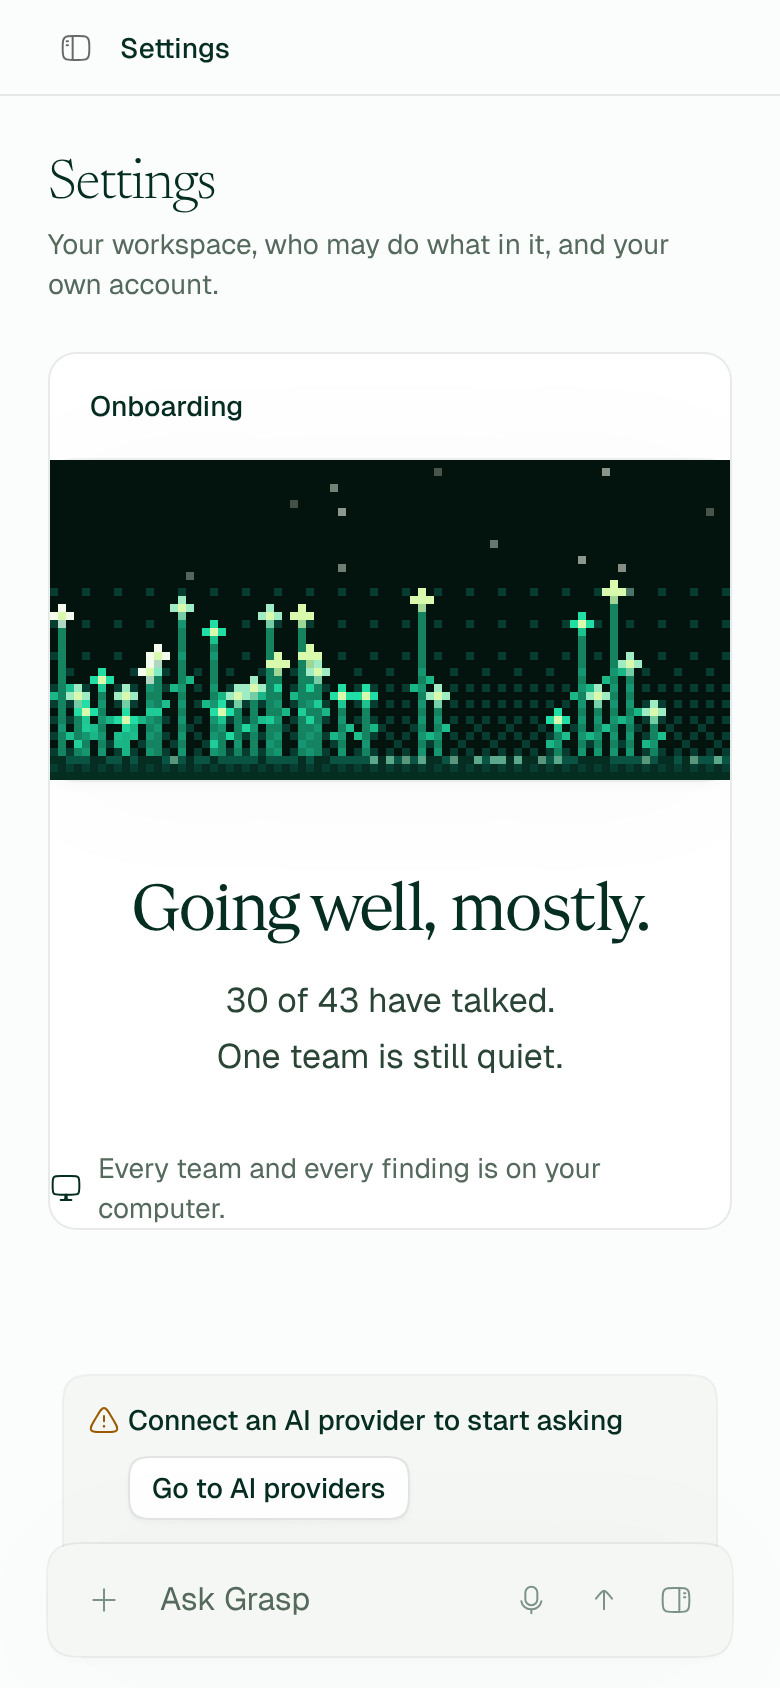 Settings
Settings
Your workspace, who may do what in it, and your
own account.
Onboarding
Going well, mostly.
30 of 43 have talked.
One team is still quiet.
Every team and every finding is on your
computer.
Connect an AI provider to start asking
Go to AI providers
Ask Grasp